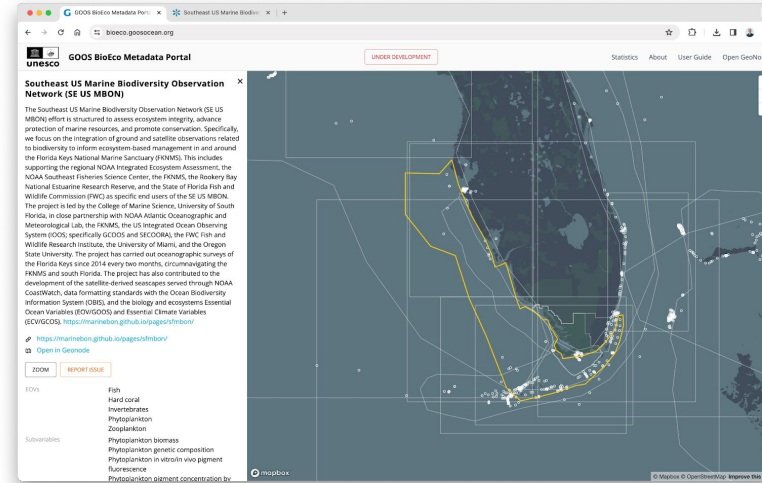 GOOS BioEco Metadata Porta
Southeast US Marine Biodive
bioeco.goosocean.org
unesco
GOOS BioEco Metadata Portal
UNDER DEVELOPMENT
Statistics About User Guide Open GeoNo
Southeast US Marine Biodiversity Observation
Network (SE US MBON)
The Southeast US Marine Biodiversity Observation Network (SE US
MBON) effort is structured to assess ecosystem integrity, advance
protection of marine resources, and promote conservation. Specifically,
we focus on the integration of ground and satellite observations related
to biodiversity to inform ecosystem-based management in and around
the Florida Keys National Marine Sanctuary (FKNMS). This includes
supporting the regional NOAA Integrated Ecosystem Assessment, the
NOAA Southeast Fisheries Science Center, the FKNMS, the Rookery Bay
National Estuarine Research Reserve, and the State of Florida Fish and
Wildlife Commission (FWC) as specific end users of the SE US MBON.
The project is led by the College of Marine Science, University of South
Florida, in close partnership with NOAA Atlantic Oceanographic and
Meteorological Lab, the FKNMS, the US Integrated Ocean Observing
System (IOOS; specifically GCOOS and SECOORA), the FWC Fish and
Wildlife Research Institute, the University of Miami, and the Oregon
State University. The project has carried out oceanographic surveys of
the Florida Keys since 2014 every two months, circumnavigating the
FKNMS and south Florida. The project has also contributed to the
development of the satellite-derived seascapes served through NOAA
CoastWatch, data formatting standards with the Ocean Biodiversity
Information System (OBIS), and the biology and ecosystems Essential
Ocean Variables (EOV/GOOS) and Essential Climate Variables
(ECV/GCOS). https://marinebon.github.io/pages/sfmbon/
https://marinebon.github.io/pages/sfmbon/
Open in Geonode
ZOOM REPORT ISSUE
EOVs Fish
Hard coral
Invertebrates
Phytoplankton
Zooplankton
Subvariables Phytoplankton biomass
Phytoplankton genetic composition
Phytoplankton in vitro/in vivo pigment
fluorescence
Phytoplankton pigment concentration by
mapbox
© Mapbox © OpenStreetMap Improve this